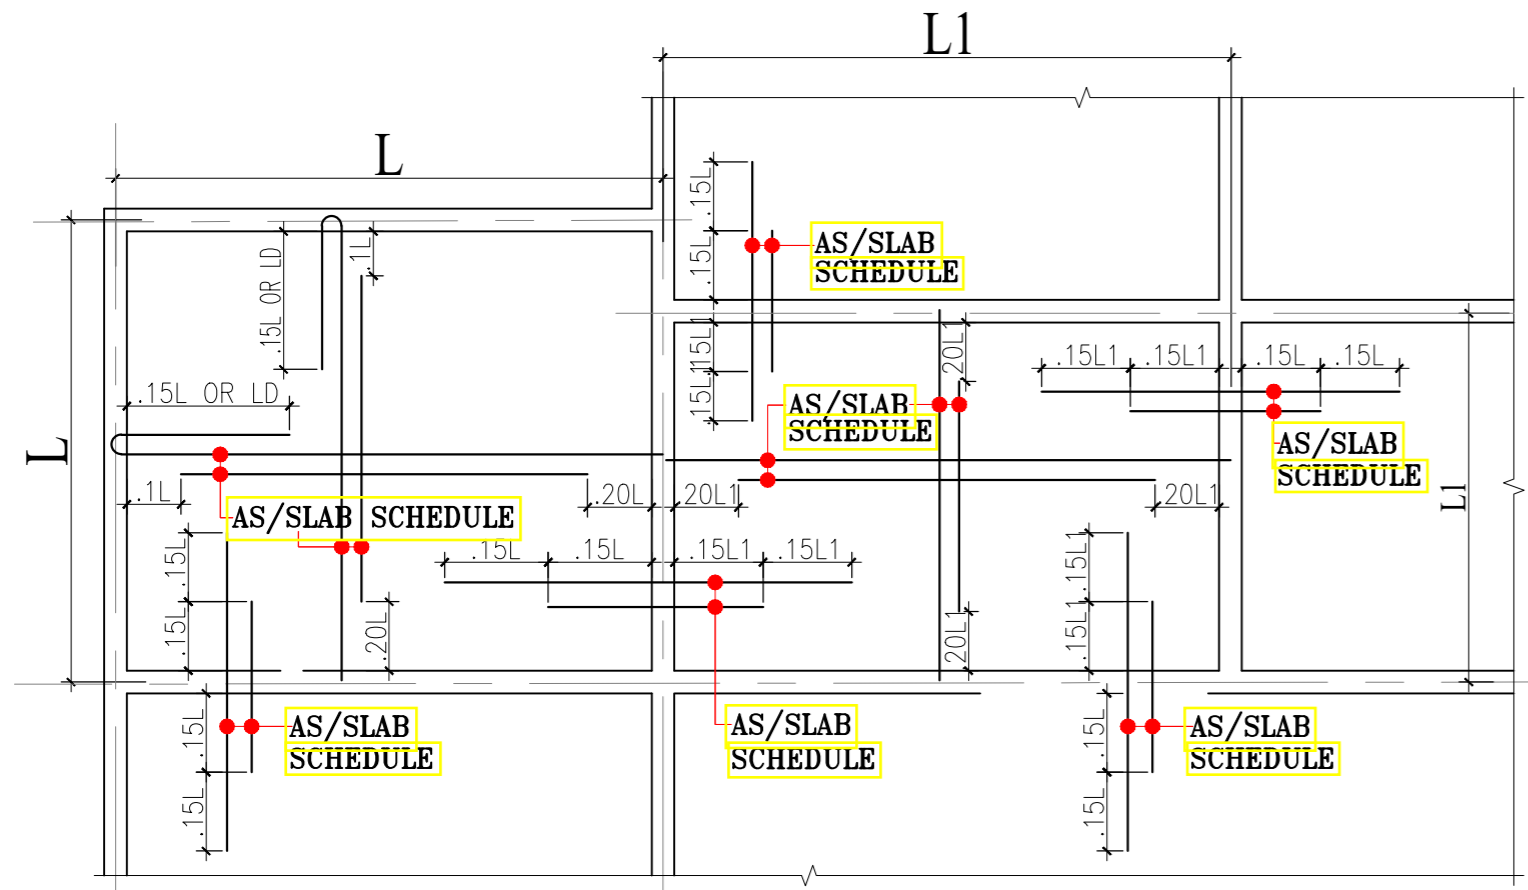 L1
L
.15L
AS/SLAB
SCHEDULE
.15L
.15L OR LD
.1L
.15L1
.20L1
.15L1
.15L1
.15L
.15L
.15L1
.15L OR LD
AS/SLAB
SCHEDULE
AS/SLAB
SCHEDULE
L
.1L
.20L
20L1
20L1
L1
AS/SLAB SCHEDULE
.15L
.15L
.15L1
.15L1
.15L
.15L1
.15L
.20L
20L1
.15L1
.15L
AS/SLAB
SCHEDULE
AS/SLAB
SCHEDULE
.15L
AS/SLAB
SCHEDULE
.15L
.15L